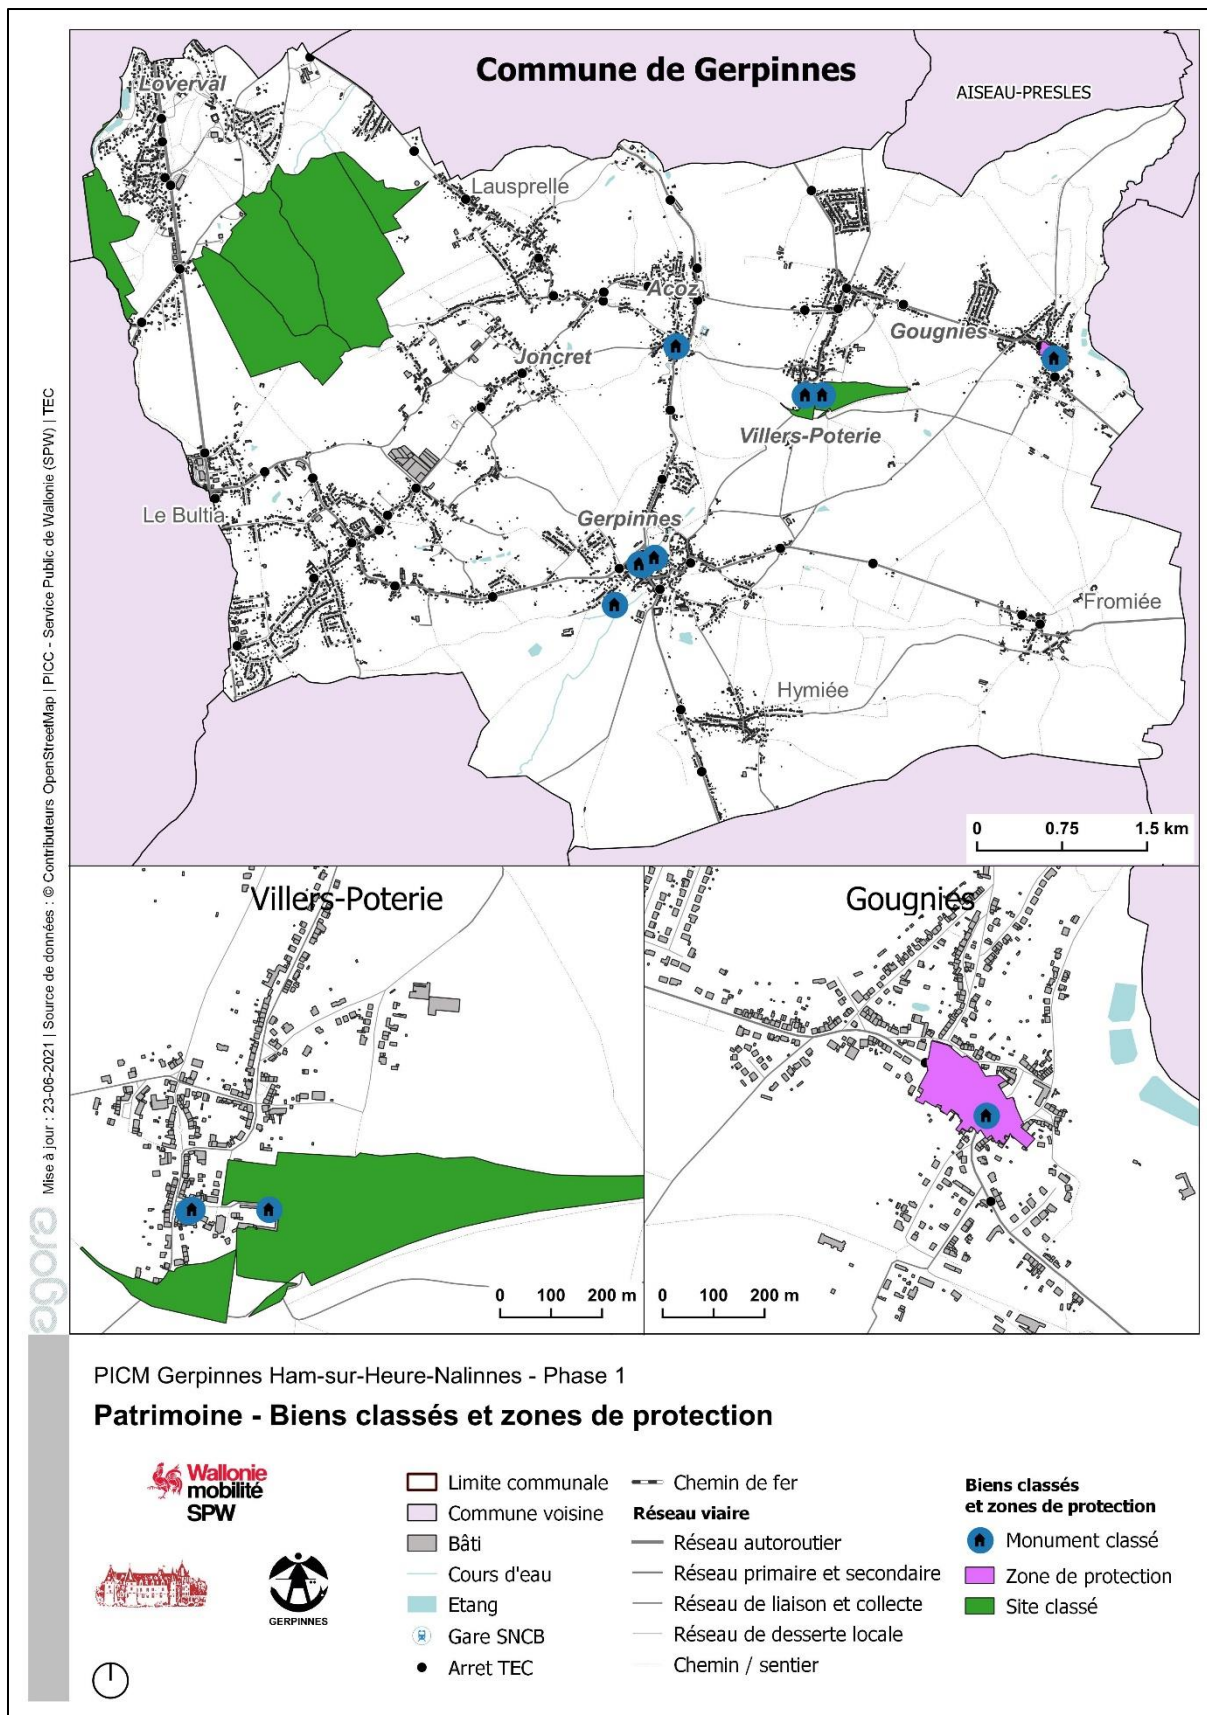 Commune de Gerpinnes
AISEAU-PRESLES
Loverval
Lausprelle
Acoz
Gougnies
Joncret
Villers-Poterie
Le Bultia
Gerpinnes
Fromiée
Hymiée
0 0.75 1.5 km
Villers-Poterie
0 100 200 m
Gougnies
0 100 200 m
Mise à jour : 23-06-2021 | Source de données : © Contributeurs OpenStreetMap | PICC - Service Public de Wallonie (SPW) | TEC
agora
PICM Gerpinnes Ham-sur-Heure-Nalinnes - Phase 1
Patrimoine - Biens classés et zones de protection
Wallonie
mobilité
SPW
GERPINNES
Limite communale
Commune voisine
Bâti
Cours d'eau
Etang
Gare SNCB
Arret TEC
Chemin de fer
Réseau viaire
Réseau autoroutier
Réseau primaire et secondaire
Réseau de liaison et collecte
Réseau de desserte locale
Chemin / sentier
Biens classés
et zones de protection
Monument classé
Zone de protection
Site classé